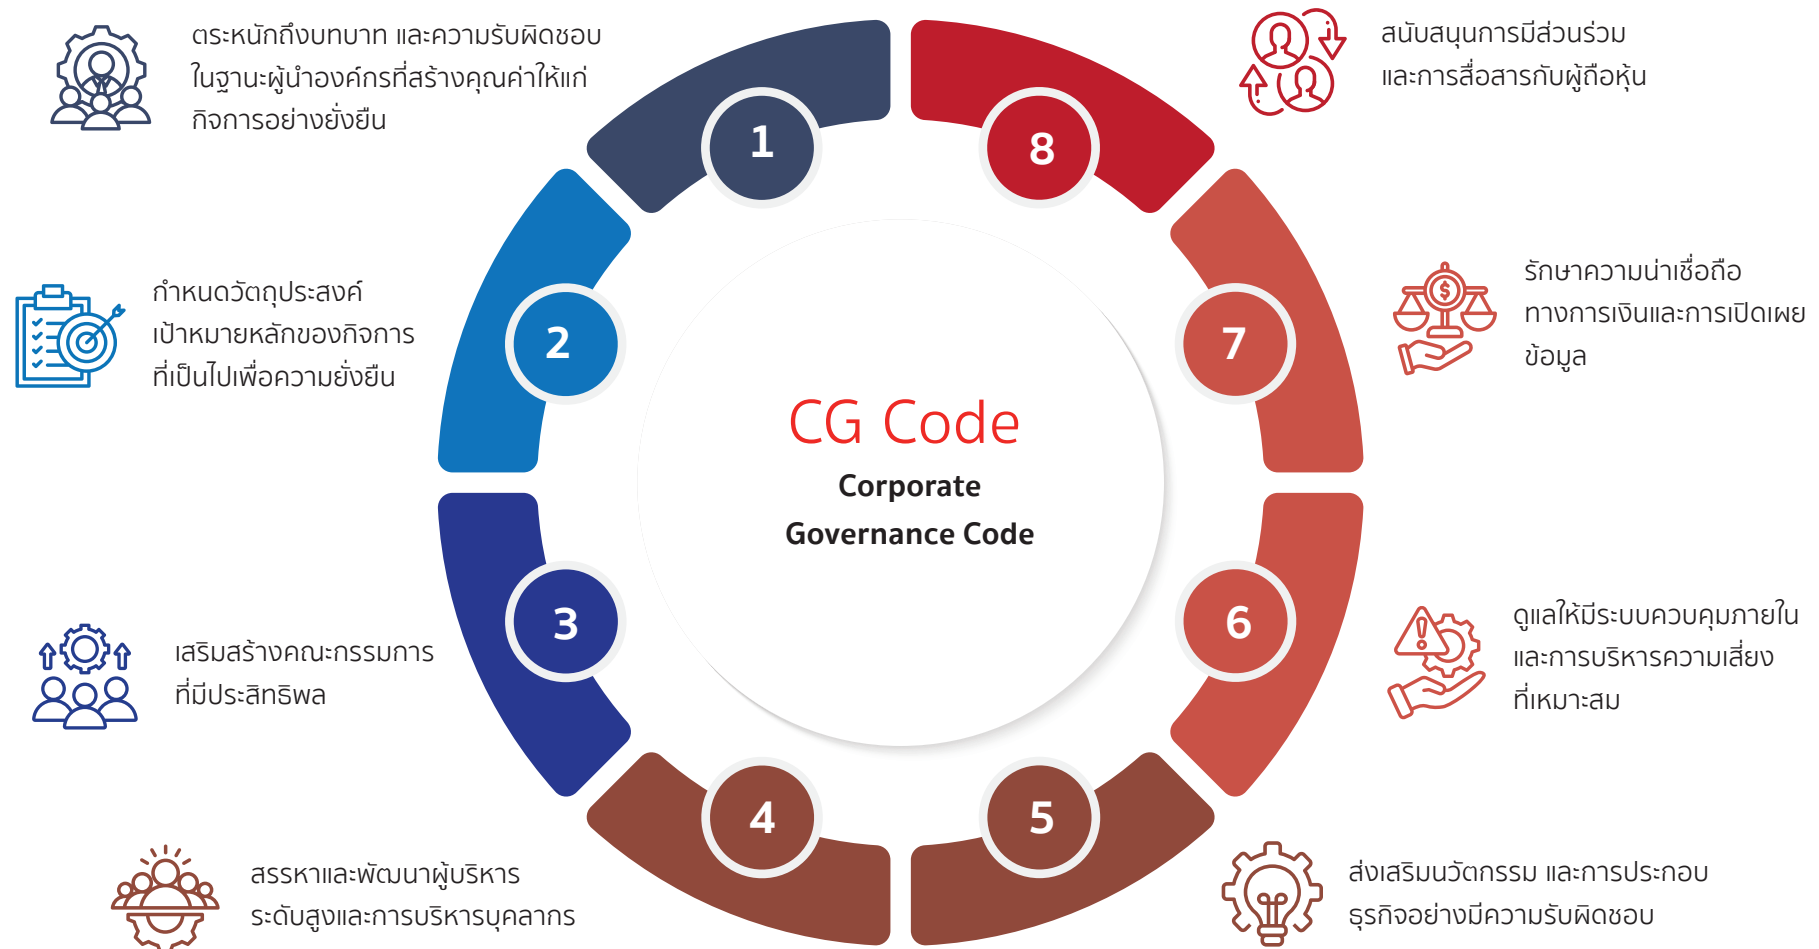 ตระหนักถึงบทบาท และความรับผิดชอบ
ในฐานะผู้นำองค์กรที่สร้างคุณค่าให้แก่
กิจการอย่างยั่งยืน
1
กำหนดวัตถุประสงค์
เป้าหมายหลักของกิจการ
ที่เป็นไปเพื่อความยั่งยืน
2
เสริมสร้างคณะกรรมการ
ที่มีประสิทธิพล
3
สรรหาและพัฒนาผู้บริหาร
ระดับสูงและการบริหารบุคลากร
4
CG Code
Corporate
Governance Code
5
ส่งเสริมนวัตกรรม และการประกอบ
ธุรกิจอย่างมีความรับผิดชอบ
6
ดูแลให้มีระบบควบคุมภายใน
และการบริหารความเสี่ยง
ที่เหมาะสม
7
รักษาความน่าเชื่อถือ
ทางการเงินและการเปิดเผย
ข้อมูล
8
สนับสนุนการมีส่วนร่วม
และการสื่อสารกับผู้ถือหุ้น